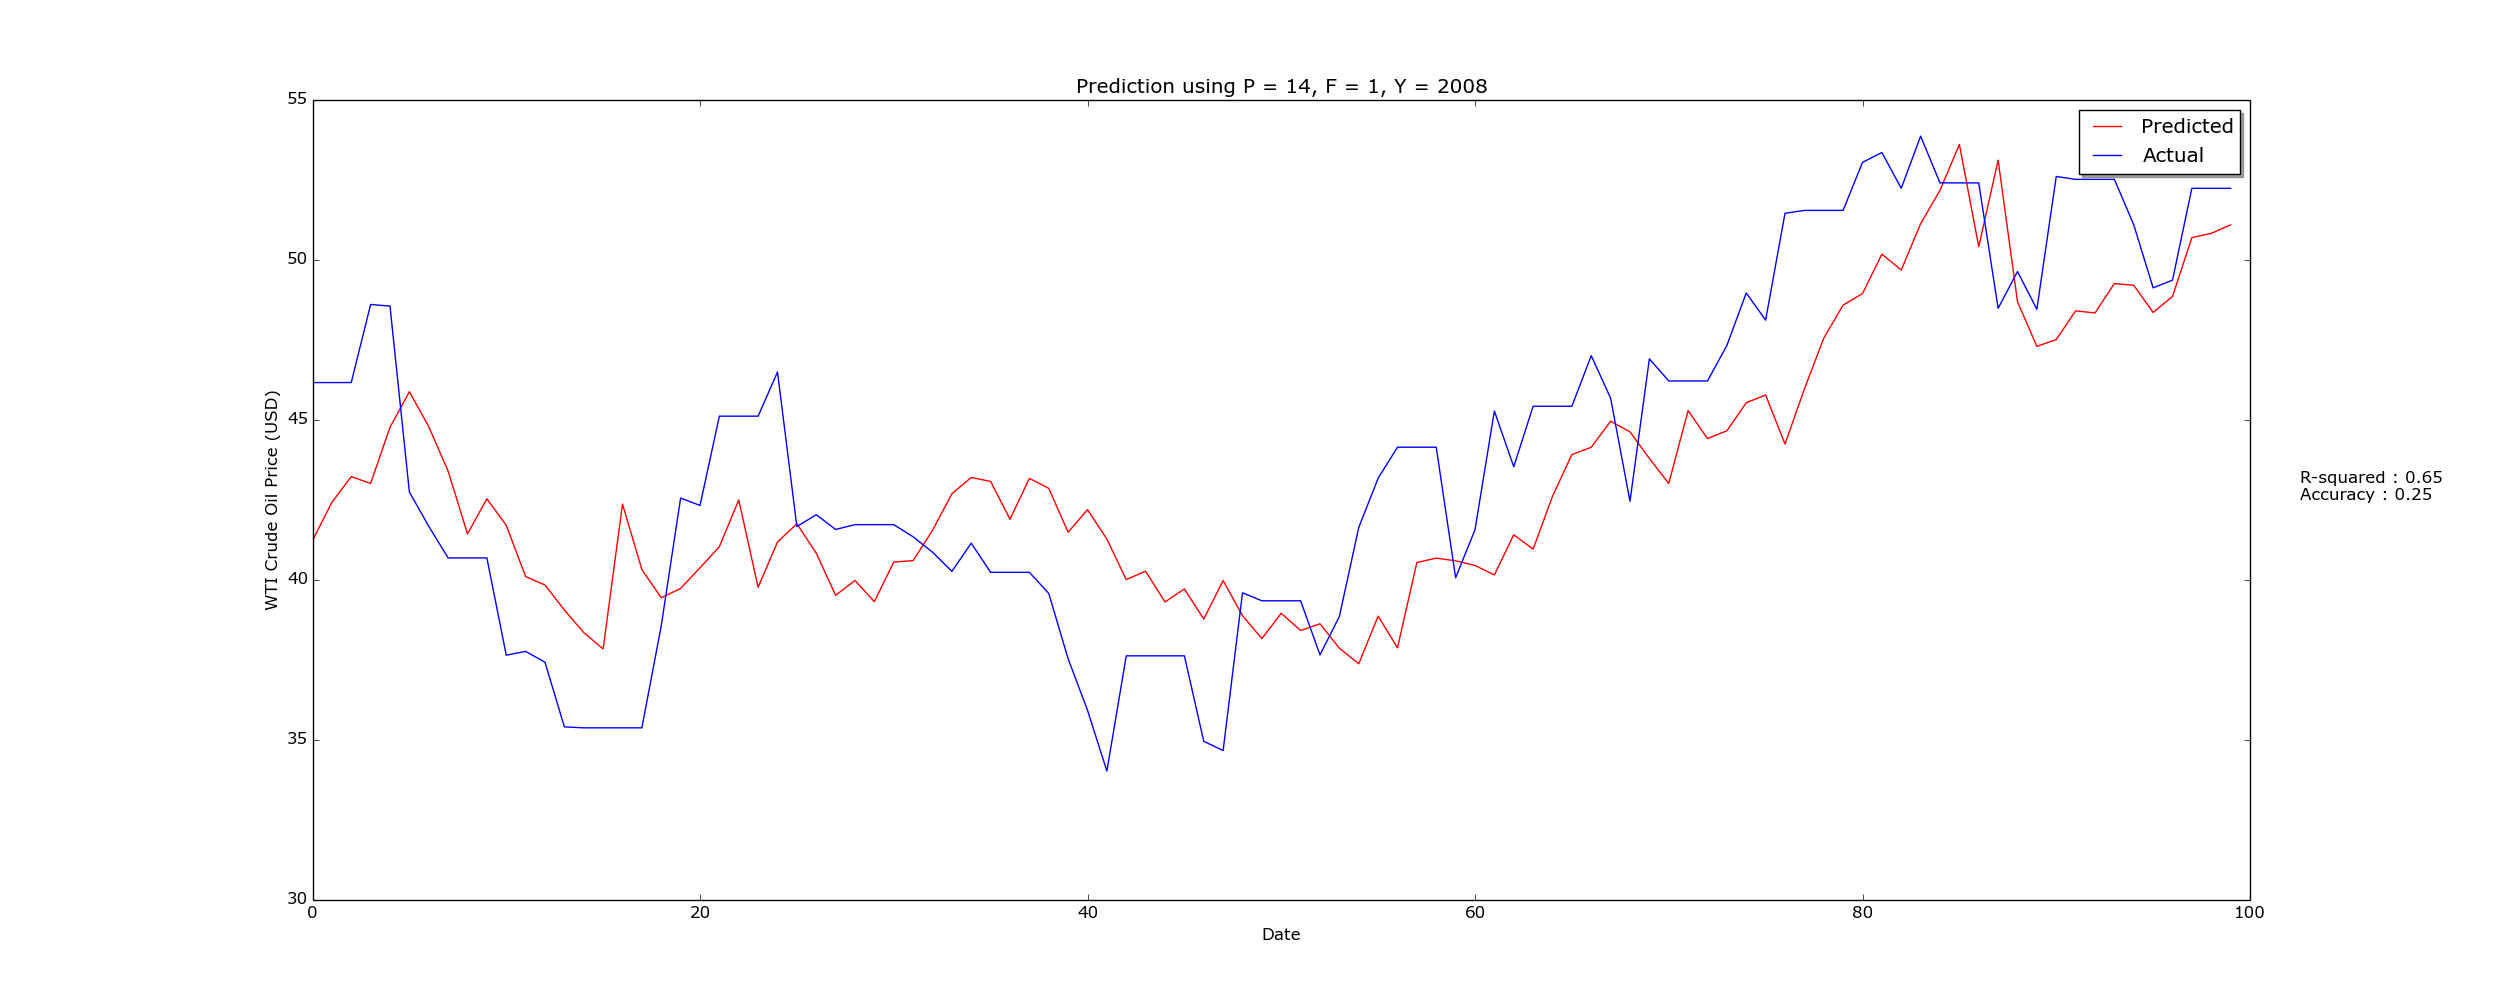 Prediction using P = 14, F = 1, Y = 2008
Predicted
Actual
55
50
45
40
35
30
WTI Crude Oil Price (USD)
0 20 40 60 80 100
Date
R-squared : 0.65
Accuracy : 0.25